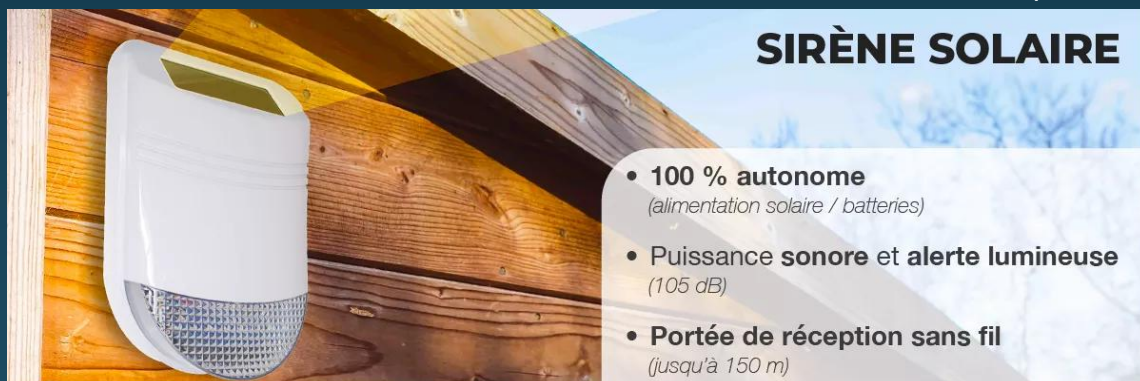 SIRÈNE SOLAIRE
• 100 % autonome
(alimentation solaire / batteries)
• Puissance sonore et alerte lumineuse
(105 dB)
• Portée de réception sans fil
(jusqu'à 150 m)